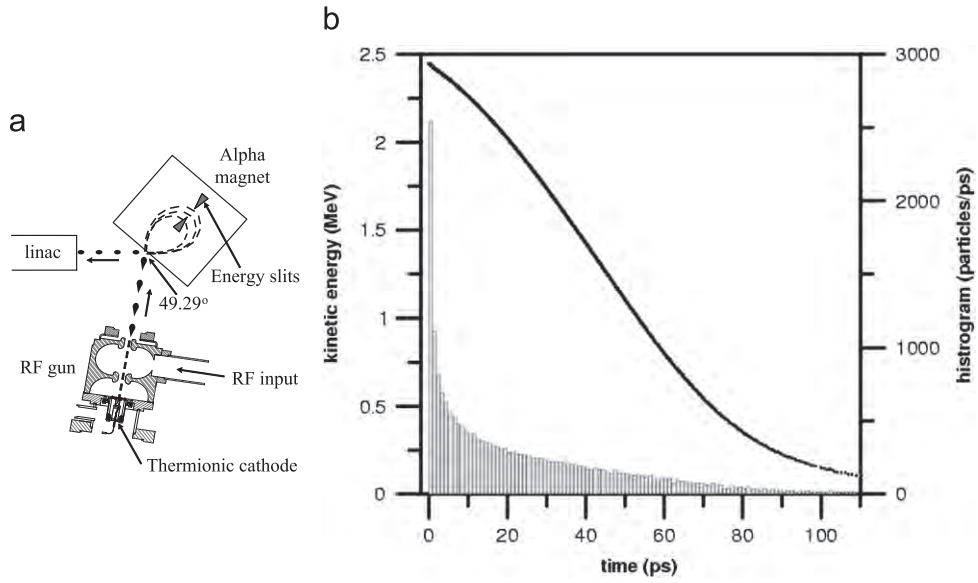 a
Alpha
magnet
linac
Energy slits
49.29°
RF gun
RF input
Thermionic cathode
b
2.5
2
1.5
1
0.5
0
kinetic energy (MeV)
3000
2000
1000
0
histrogram (particles/ps)
0
20
40
60
80
100
time (ps)